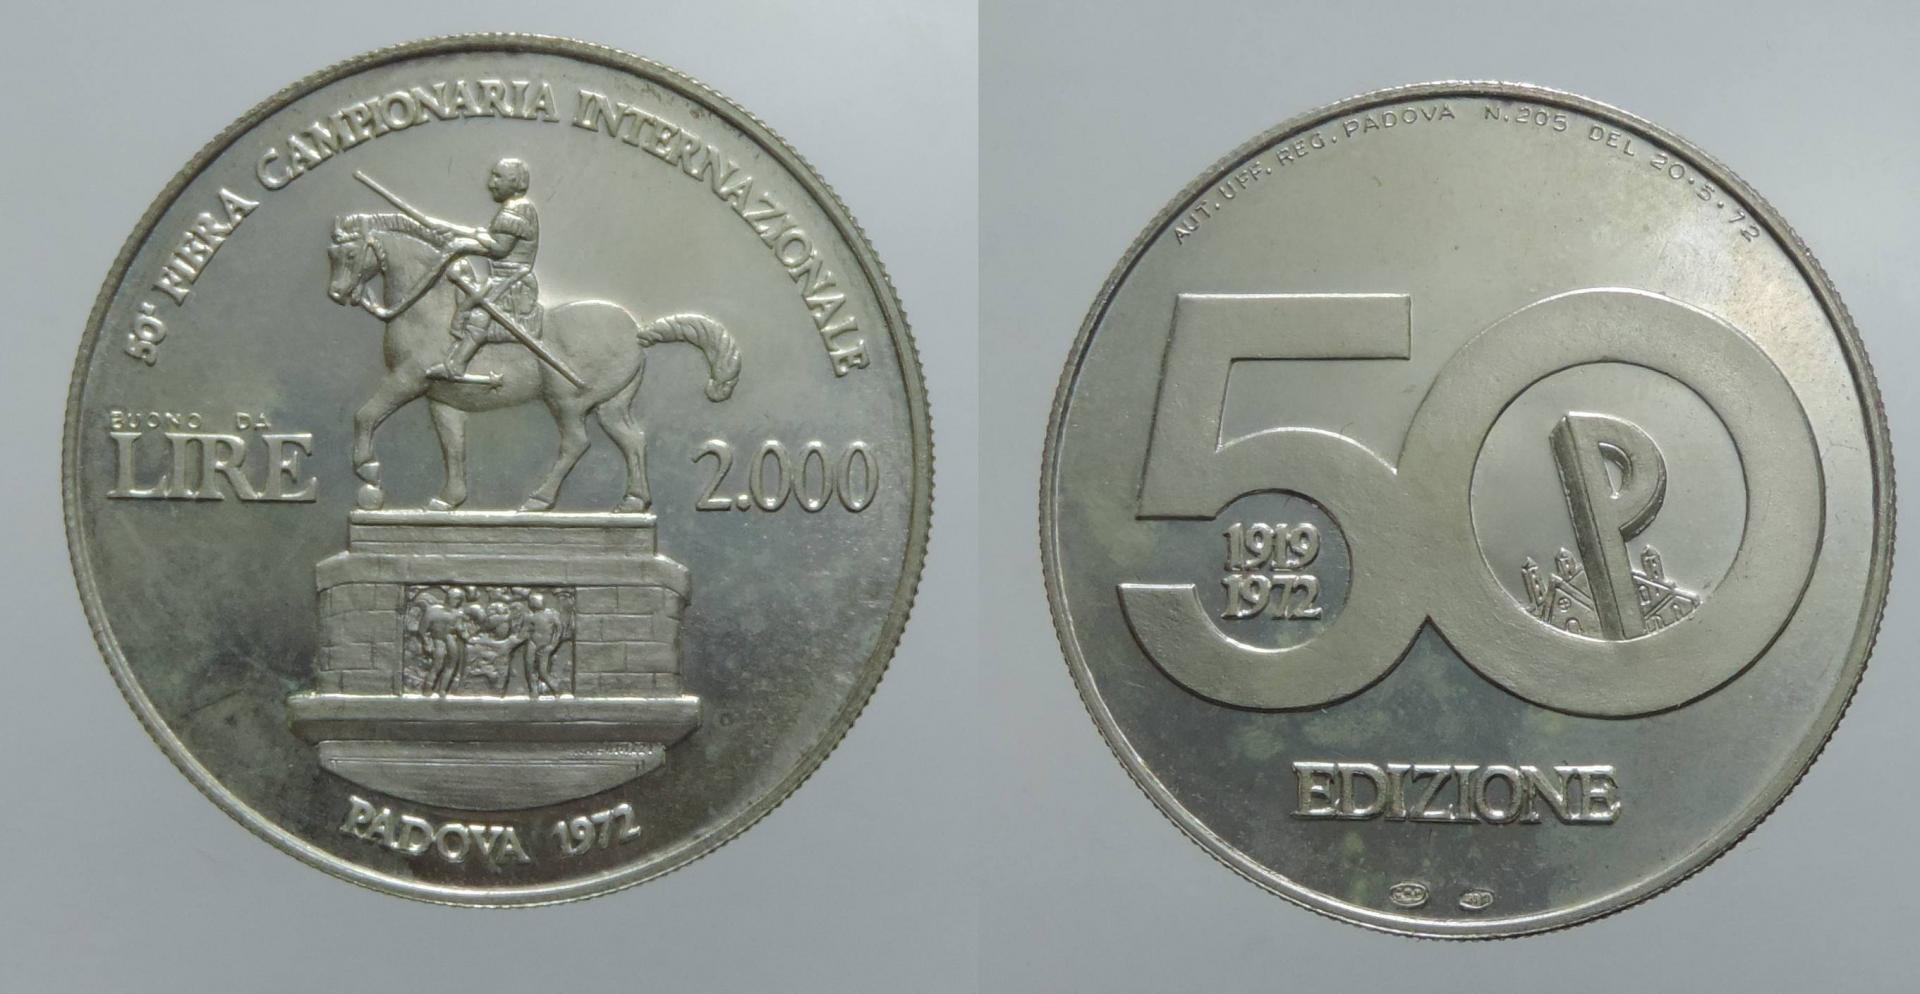 50ª FIERA CAMPIONARIA INTERNAZIONALE
BUONO DA
LIRE 2.000
PADOVA 1972
AUT. UFF. REG. PADOVA N.205 DEL 20·5·72
50
1919
1972
P
EDIZIONE